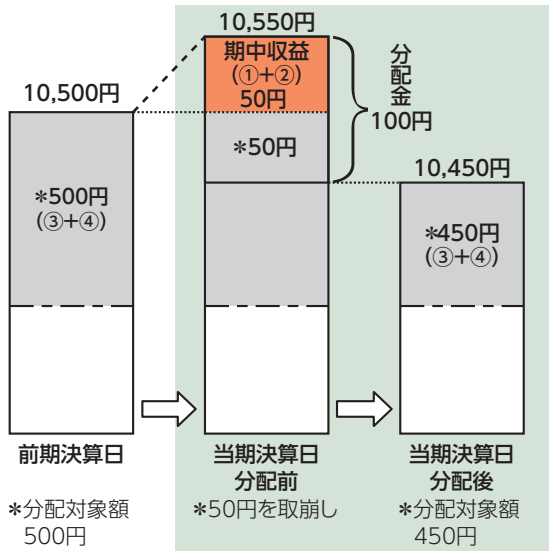 10,500円
*500円
(③+④)
前期決算日
*分配対象額
500円
10,550円
期中収益
(①+②)
50円
*50円
分配金
100円
当期決算日
分配前
*50円を取崩し
10,450円
*450円
(③+④)
当期決算日
分配後
*分配対象額
450円